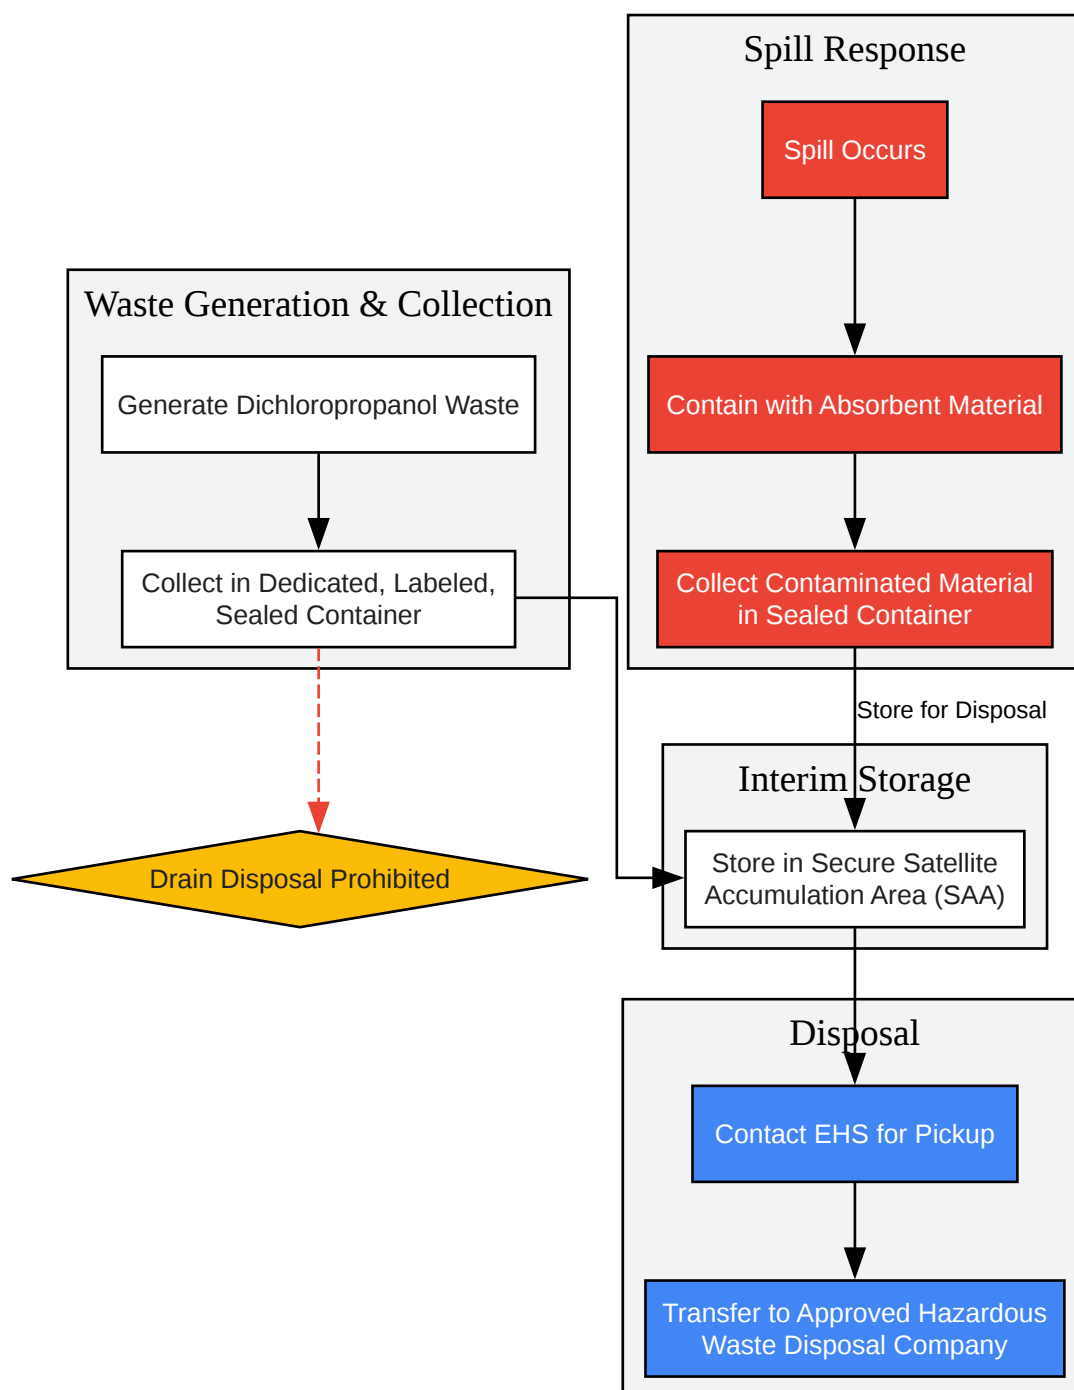 Spill Response
Spill Occurs
Waste Generation & Collection
Generate Dichloropropanol Waste
Contain with Absorbent Material
Collect in Dedicated, Labeled,
Sealed Container
Collect Contaminated Material
in Sealed Container
Store for Disposal
Interim Storage
Drain Disposal Prohibited
Store in Secure Satellite
Accumulation Area (SAA)
Disposal
Contact EHS for Pickup
Transfer to Approved Hazardous
Waste Disposal Company